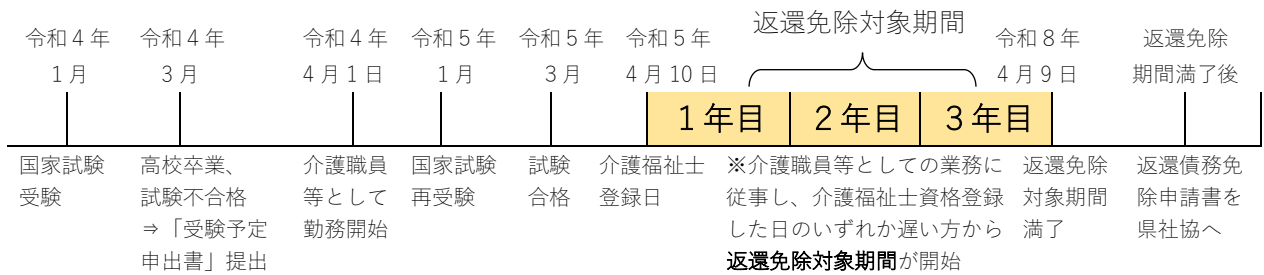 返還免除対象期間
令和４年
１月
令和４年
３月
令和４年
４月１日
令和５年
１月
令和５年
３月
令和５年
４月10日
令和８年
４月９日
返還免除
期間満了後
１年目
２年目
３年目
国家試験
受験
高校卒業、
試験不合格
⇒「受験予定
申出書」提出
介護職員
等として
勤務開始
国家試験
再受験
試験
合格
介護福祉士
登録日
※介護職員等としての業務に
従事し、介護福祉士資格登録
した日のいずれか遅い方から
返還免除対象期間が開始
返還免除
対象期間
満了
返還債務免
除申請書を
県社協へ